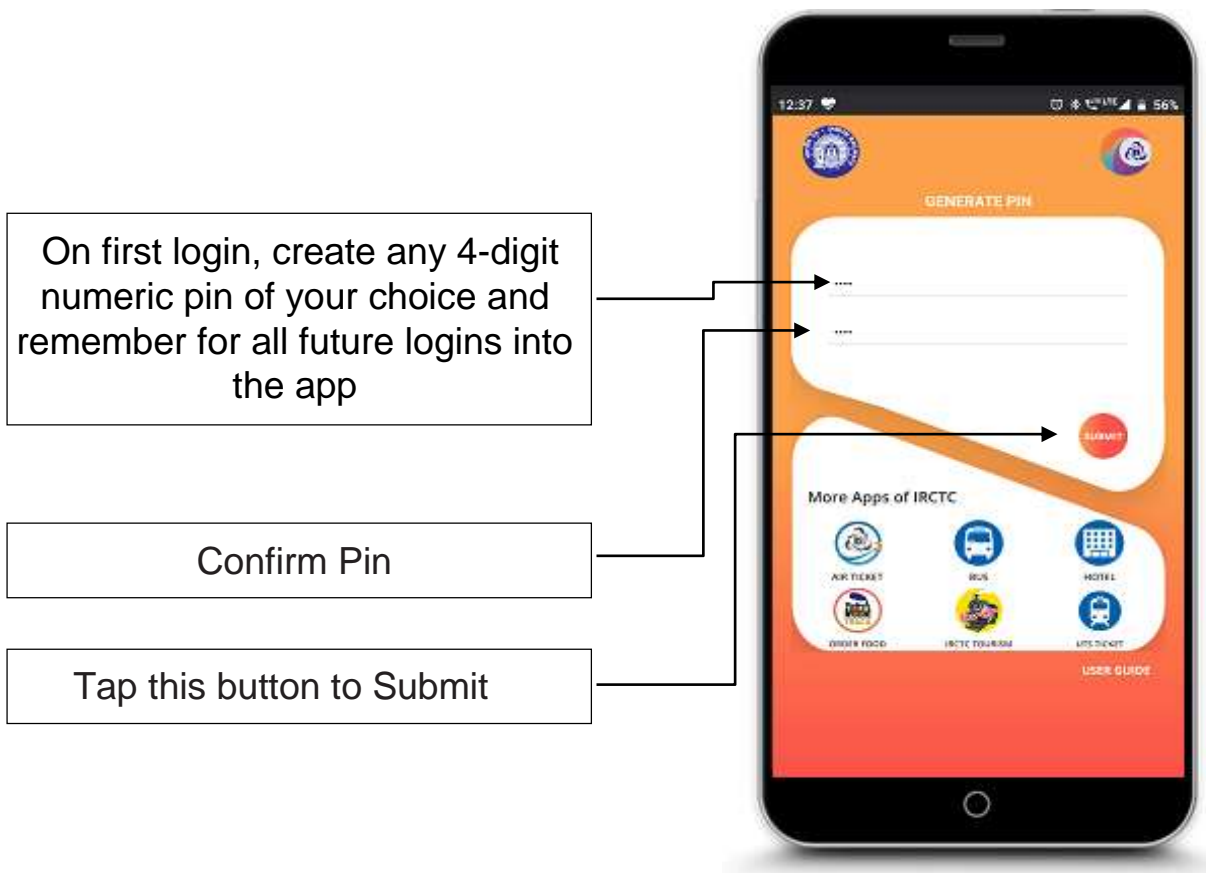 On first login, create any 4-digit
numeric pin of your choice and
remember for all future logins into
the app
Confirm Pin
Tap this button to Submit
12:37
56%
GENERATE PIN
SUBMIT
More Apps of IRCTC
AIR TICKET
BUS
HOTEL
ORDER FOOD
IRCTC TOURISM
UTS TICKET
USER GUIDE